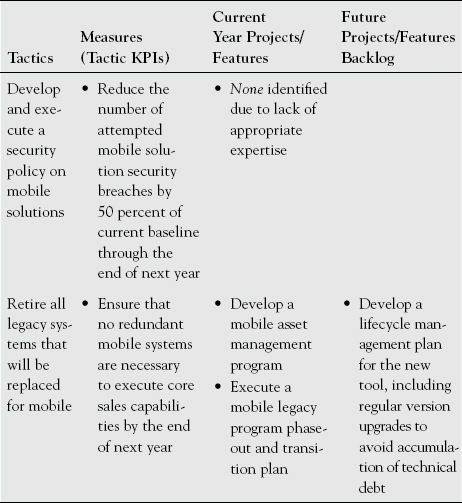 Tactics
Measures
(Tactic KPIs)
Current
Year Projects/
Features
Future
Projects/Features
Backlog
Develop
and exe-
cute a
security
policy on
mobile
solutions
• Reduce the
number of
attempted
mobile solu-
tion security
breaches by
50 percent of
current baseline
through the
end of next year
• None identified
due to lack of
appropriate
expertise
Retire all
legacy sys-
tems that
will be
replaced
for mobile
• Ensure that
no redundant
mobile systems
are necessary
to execute core
sales capabili-
ties by the end
of next year
• Develop a
mobile asset
management
program
• Execute a
mobile legacy
program phase-
out and transi-
tion plan
• Develop a
lifecycle man-
agement plan
for the new
tool, including
regular version
upgrades to
avoid accumula-
tion of technical
debt